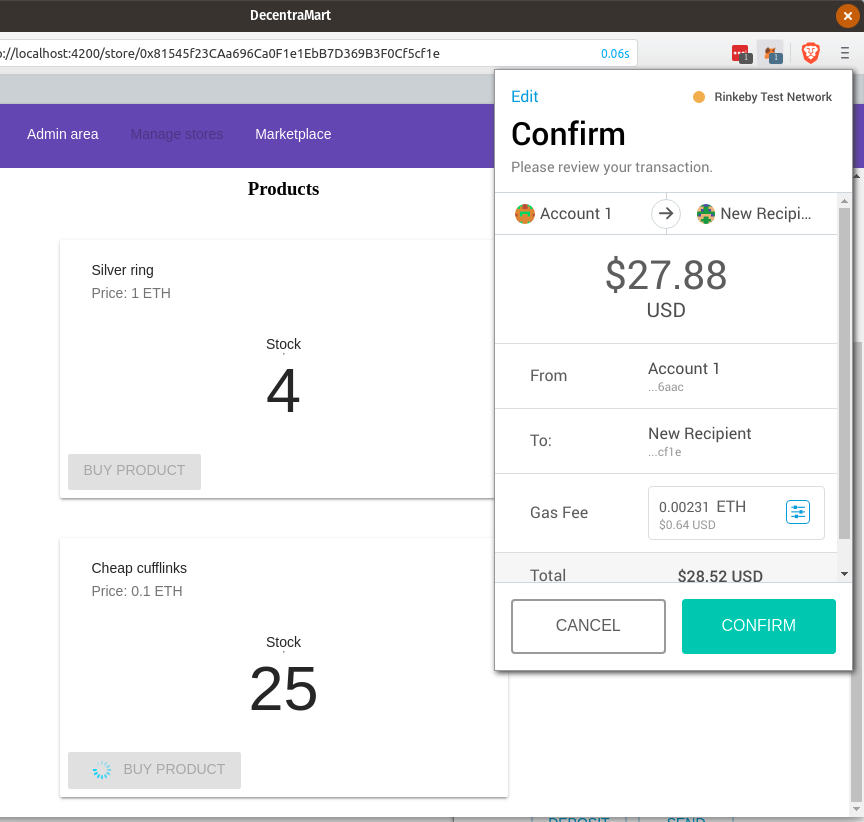 DecentraMart
://localhost:4200/store/0x81545f23CAa696Ca0F1e1EbB7D369B3F0Cf5cf1e
0.06s
1
1
Admin area
Manage stores
Marketplace
Products
Silver ring
Price: 1 ETH
Stock
4
BUY PRODUCT
Cheap cufflinks
Price: 0.1 ETH
Stock
25
BUY PRODUCT
Edit
Rinkeby Test Network
Confirm
Please review your transaction.
Account 1
New Recipi...
$27.88
USD
From
Account 1
...6aac
To:
New Recipient
...cf1e
Gas Fee
0.00231 ETH
$0.64 USD
Total
$28.52 USD
CANCEL
CONFIRM
DEPOSIT
SEND